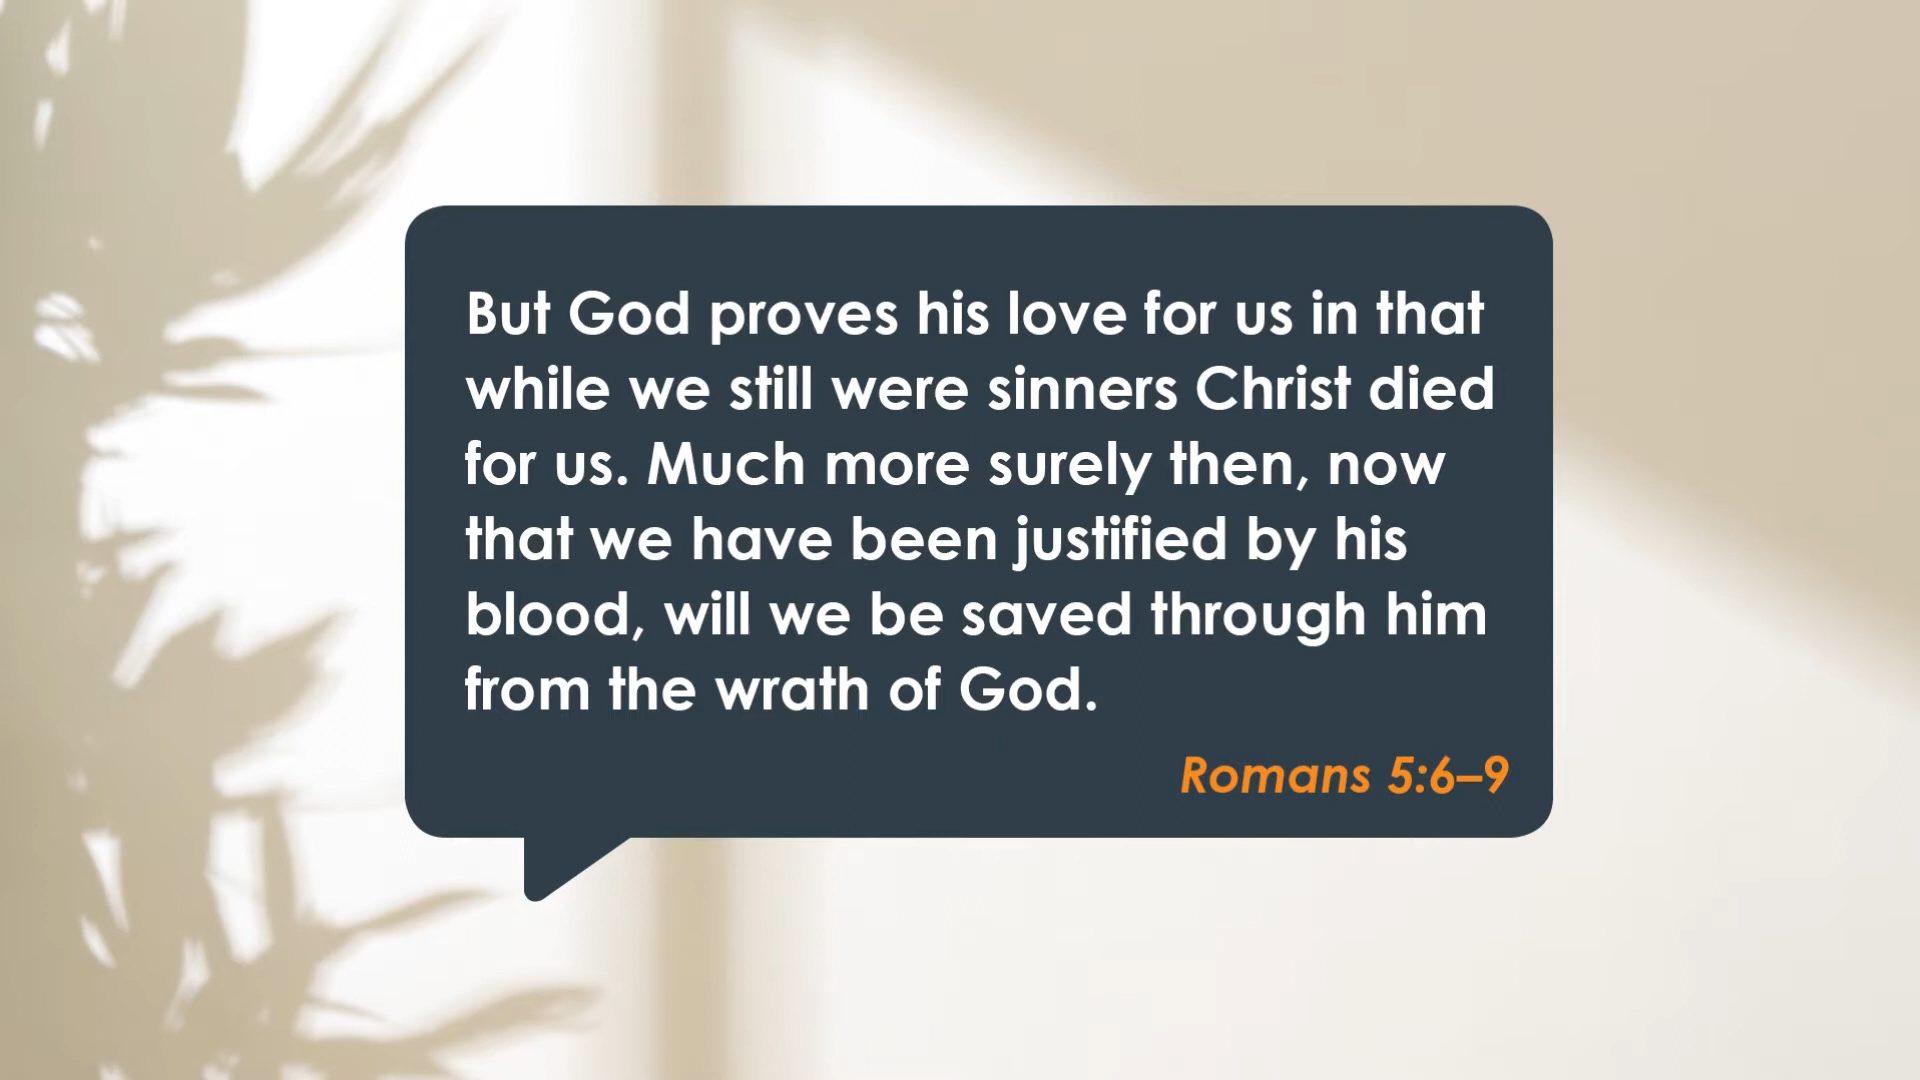 But God proves his love for us in that
while we still were sinners Christ died
for us. Much more surely then, now
that we have been justified by his
blood, will we be saved through him
from the wrath of God.
Romans 5:6–9